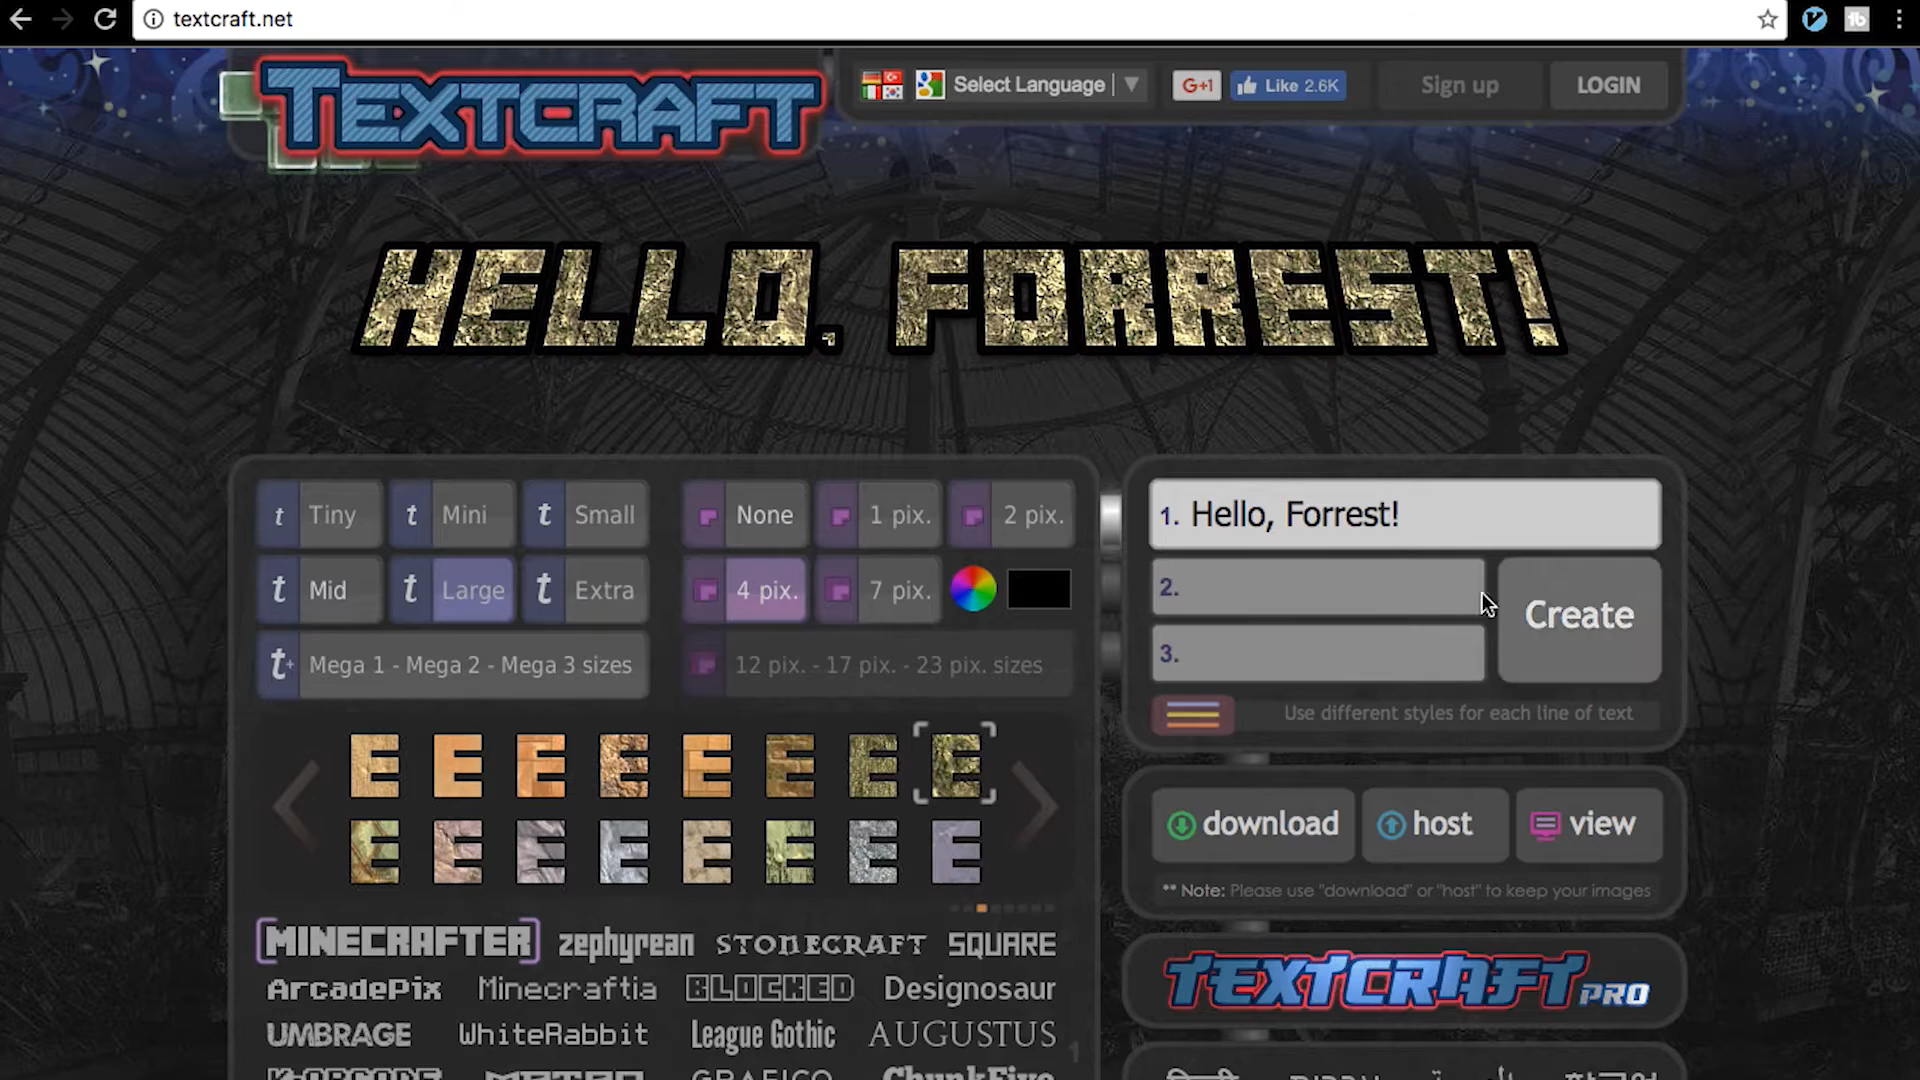 textcraft.net
TEXTCRAFT
Select Language
G+1
Like 2.6K
Sign up
LOGIN
HELLO, FORREST!
t Tiny
t Mini
t Small
None
1 pix.
2 pix.
t Mid
t Large
t Extra
4 pix.
7 pix.
t+ Mega 1 - Mega 2 - Mega 3 sizes
12 pix. - 17 pix. - 23 pix. sizes
1. Hello, Forrest!
2.
3.
Create
Use different styles for each line of text
E E E E E E E E
E E E E E E E E
download
host
view
** Note: Please use "download" or "host" to keep your images
MINECRAFTER zephyrean STONECRAFT SQUARE
ArcadePix Minecraftia BLOCKED Designosaur
UMBRAGE WhiteRabbit League Gothic AUGUSTUS
TEXTCRAFT PRO